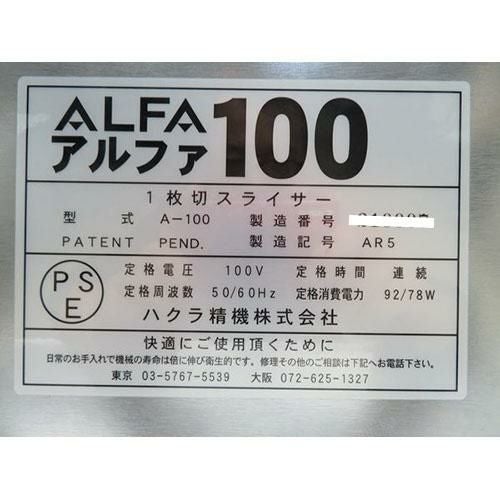 ALFA 100
アルファ
1枚切スライサー
型式 A-100 製造番号
PATENT PEND. 製造記号 AR5
PSE 定格電圧 100V 定格時間 連続
定格周波数 50/60Hz 定格消費電力 92/78W
ハクラ精機株式会社
快適にご使用頂くために
日常のお手入れで機械の寿命は倍に伸び衛生的です。修理その他のご相談は下記へお電話下さい。
東京 03-5767-5539 大阪 072-625-1327